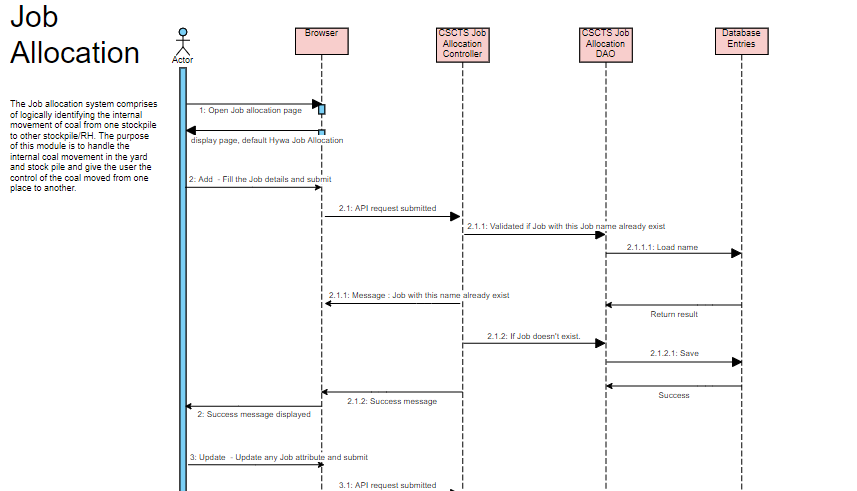 Job
Allocation
Actor
Browser
CSCTS Job
Allocation
Controller
CSCTS Job
Allocation
DAO
Database
Entries
The Job allocation system comprises
of logically identifying the internal
movement of coal from one stockpile
to other stockpile/RH. The purpose
of this module is to handle the
internal coal movement in the yard
and stock pile and give the user the
control of the coal moved from one
place to another.
1: Open Job allocation page
display page, default Hywa Job Allocation
2: Add  - Fill the Job details and submit
2.1: API request submitted
2.1.1: Validated if Job with this Job name already exist
2.1.1.1: Load name
2.1.1: Message : Job with this name already exist
Return result
2.1.2: If Job doesn't exist.
2.1.2.1: Save
Success
2.1.2: Success message
2: Success message displayed
3: Update  - Update any Job attribute and submit
3.1: API request submitted